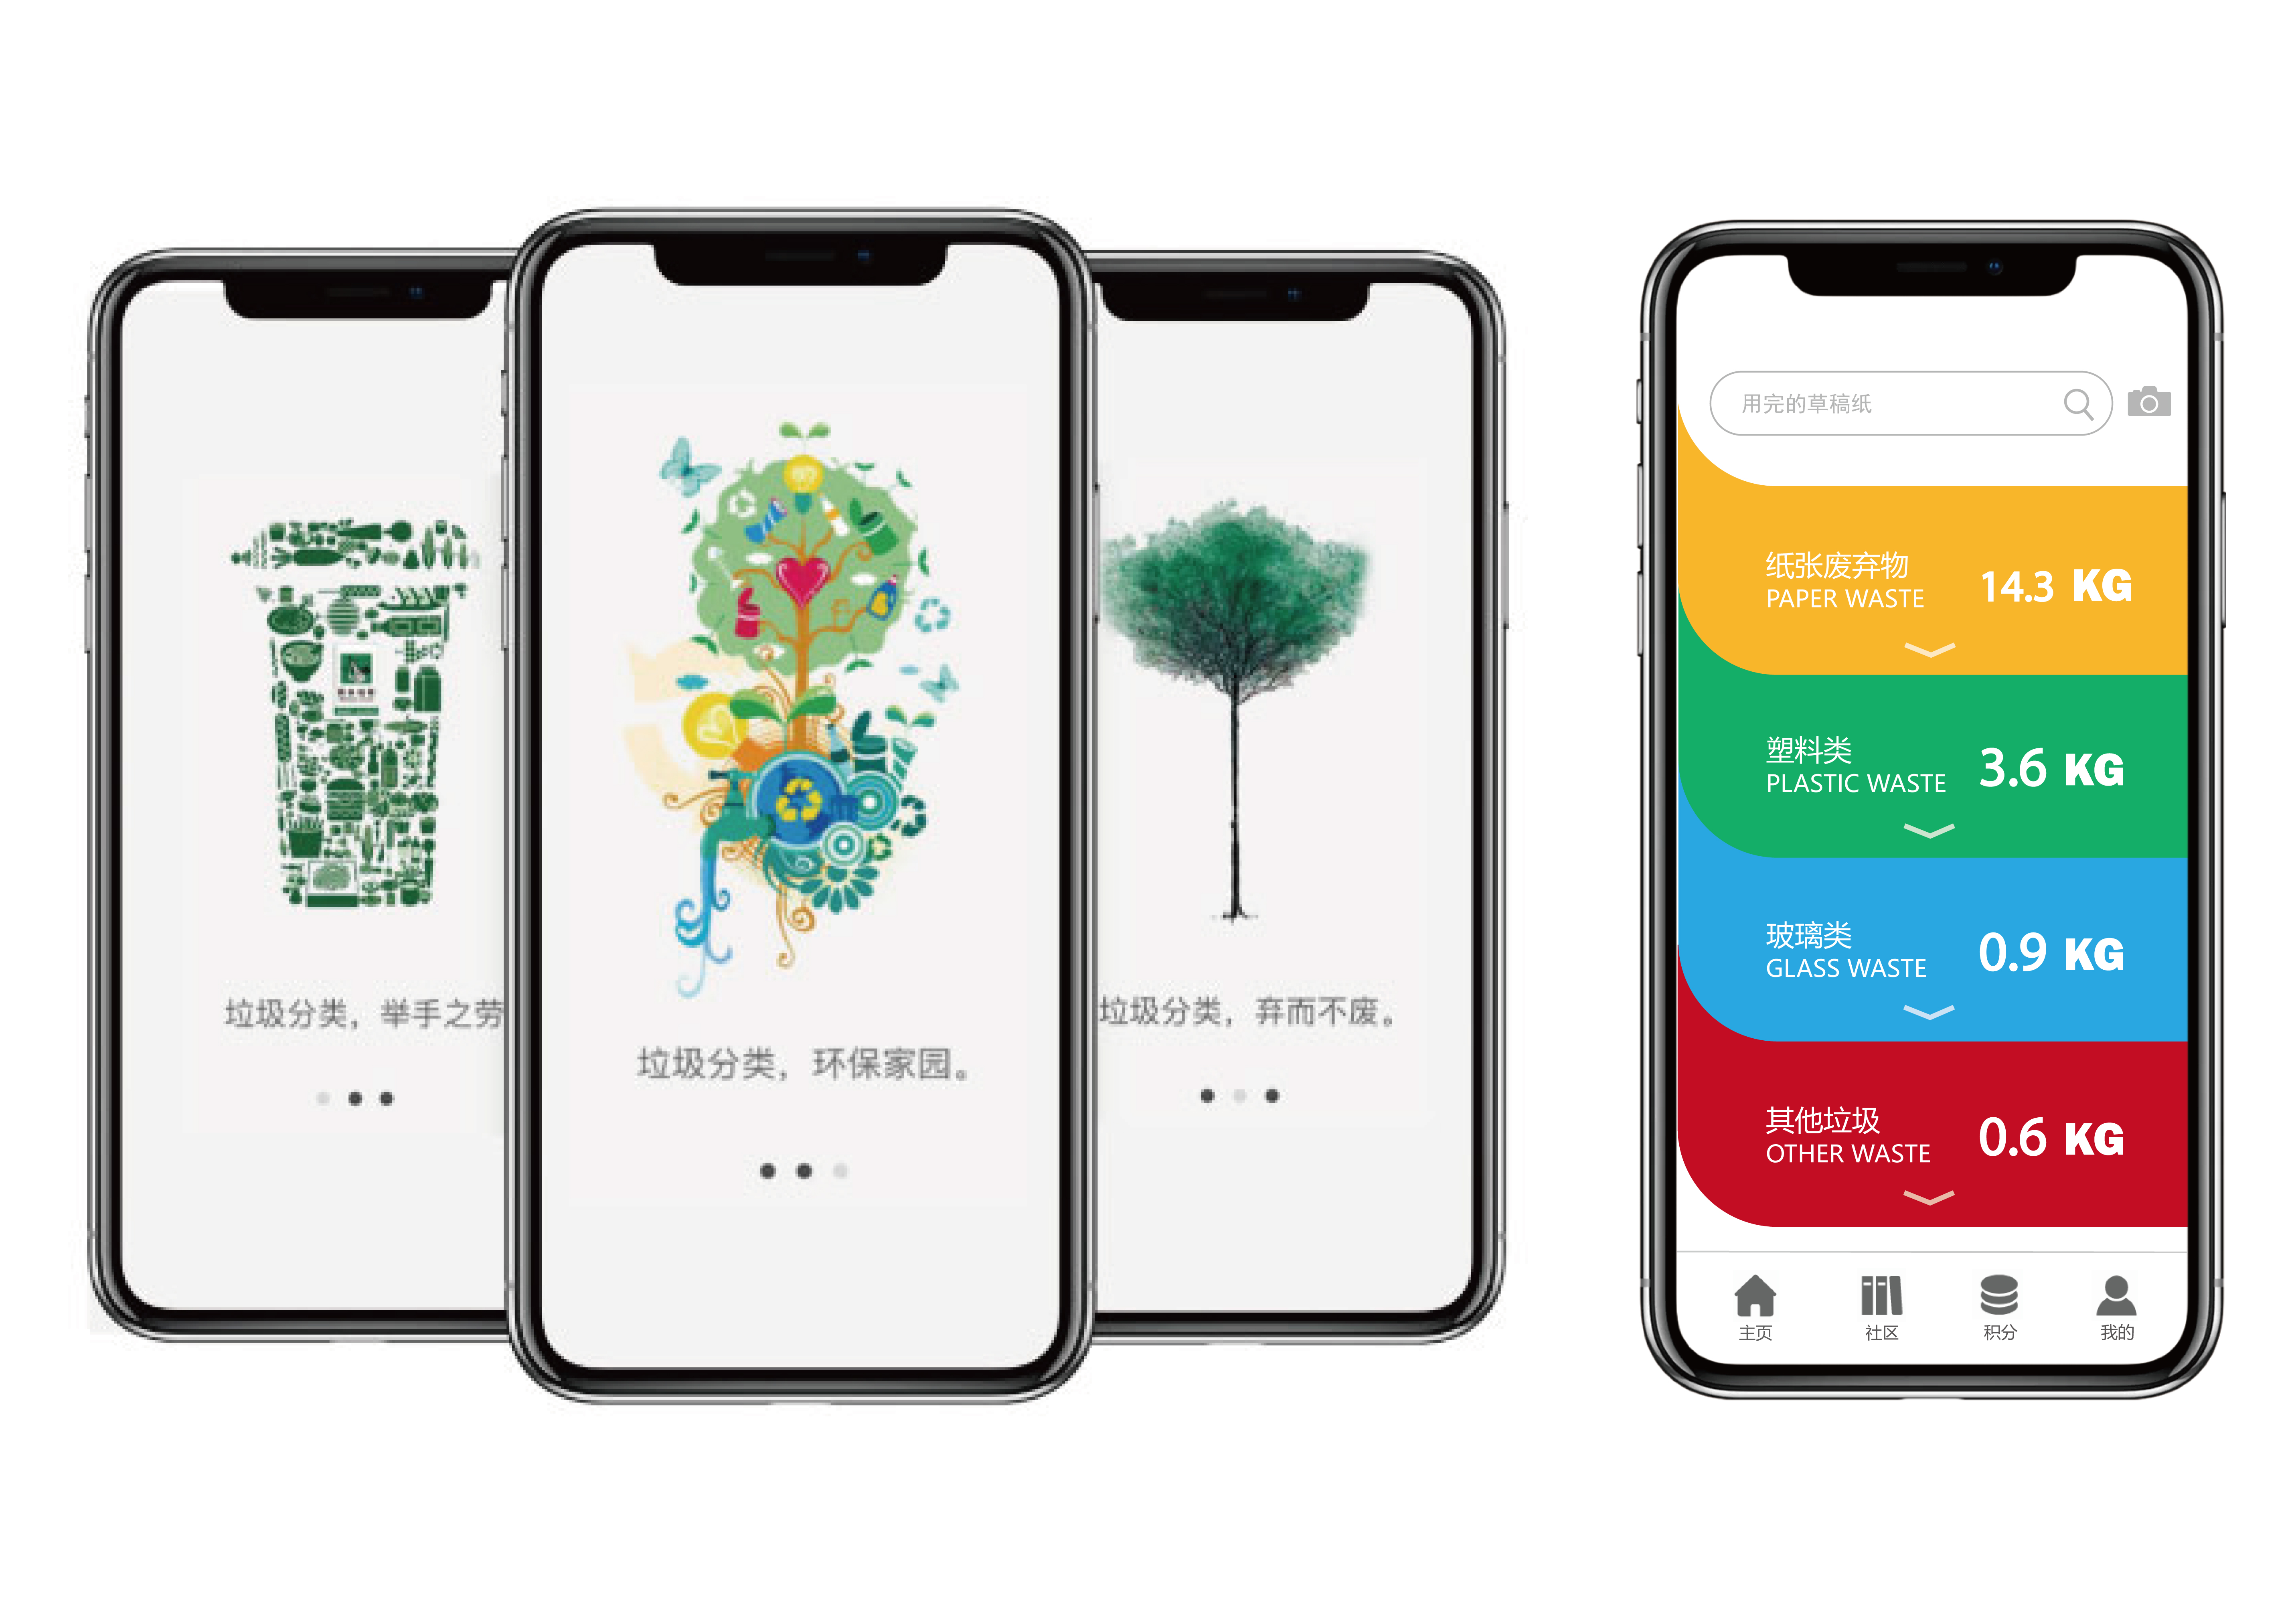 垃圾分类，举手之劳
垃圾分类，环保家园。
垃圾分类，弃而不废。
用完的草稿纸
纸张废弃物
PAPER WASTE
14.3 KG
塑料类
PLASTIC WASTE
3.6 KG
玻璃类
GLASS WASTE
0.9 KG
其他垃圾
OTHER WASTE
0.6 KG
主页
社区
积分
我的